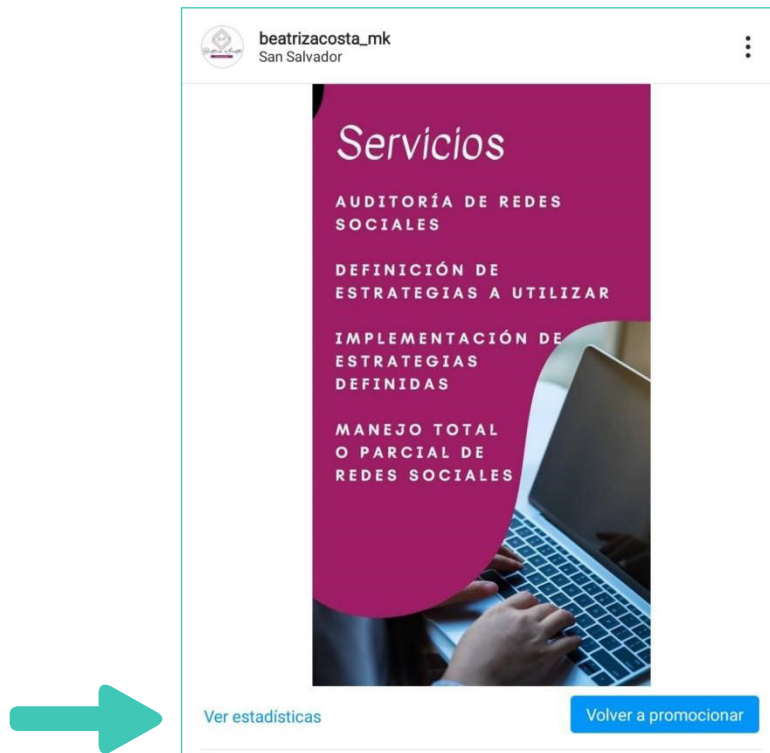 beatrizacosta_mk
San Salvador
Servicios
AUDITORÍA DE REDES
SOCIALES
DEFINICIÓN DE
ESTRATEGIAS A UTILIZAR
IMPLEMENTACIÓN DE
ESTRATEGIAS
DEFINIDAS
MANEJO TOTAL
O PARCIAL DE
REDES SOCIALES
Ver estadísticas
Volver a promocionar